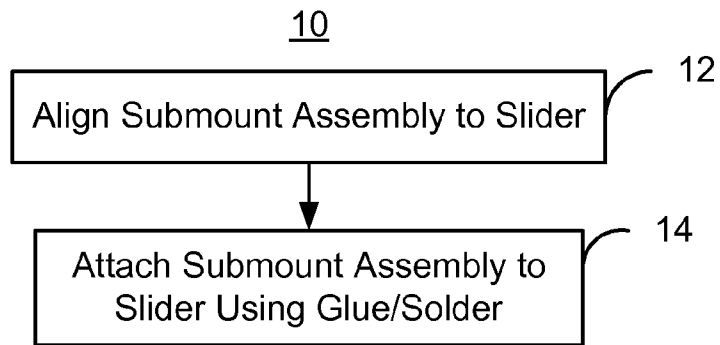 10
Align Submount Assembly to Slider
12
Attach Submount Assembly to
Slider Using Glue/Solder
14